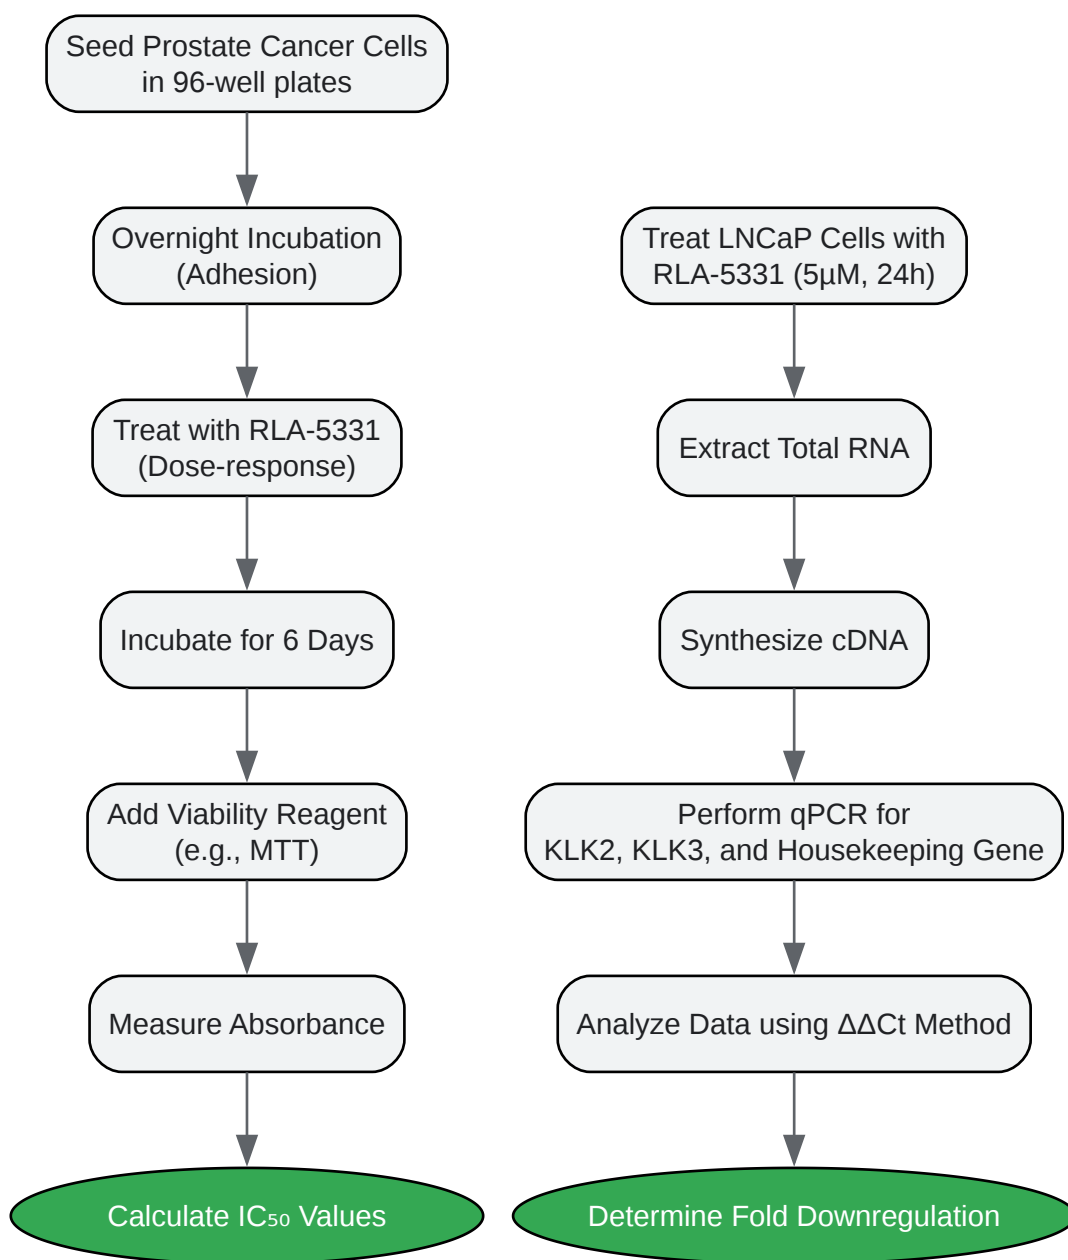 Seed Prostate Cancer Cells
in 96-well plates
Overnight Incubation
(Adhesion)
Treat with RLA-5331
(Dose-response)
Incubate for 6 Days
Add Viability Reagent
(e.g., MTT)
Measure Absorbance
Calculate IC₅₀ Values
Treat LNCaP Cells with
RLA-5331 (5µM, 24h)
Extract Total RNA
Synthesize cDNA
Perform qPCR for
KLK2, KLK3, and Housekeeping Gene
Analyze Data using ΔΔCt Method
Determine Fold Downregulation